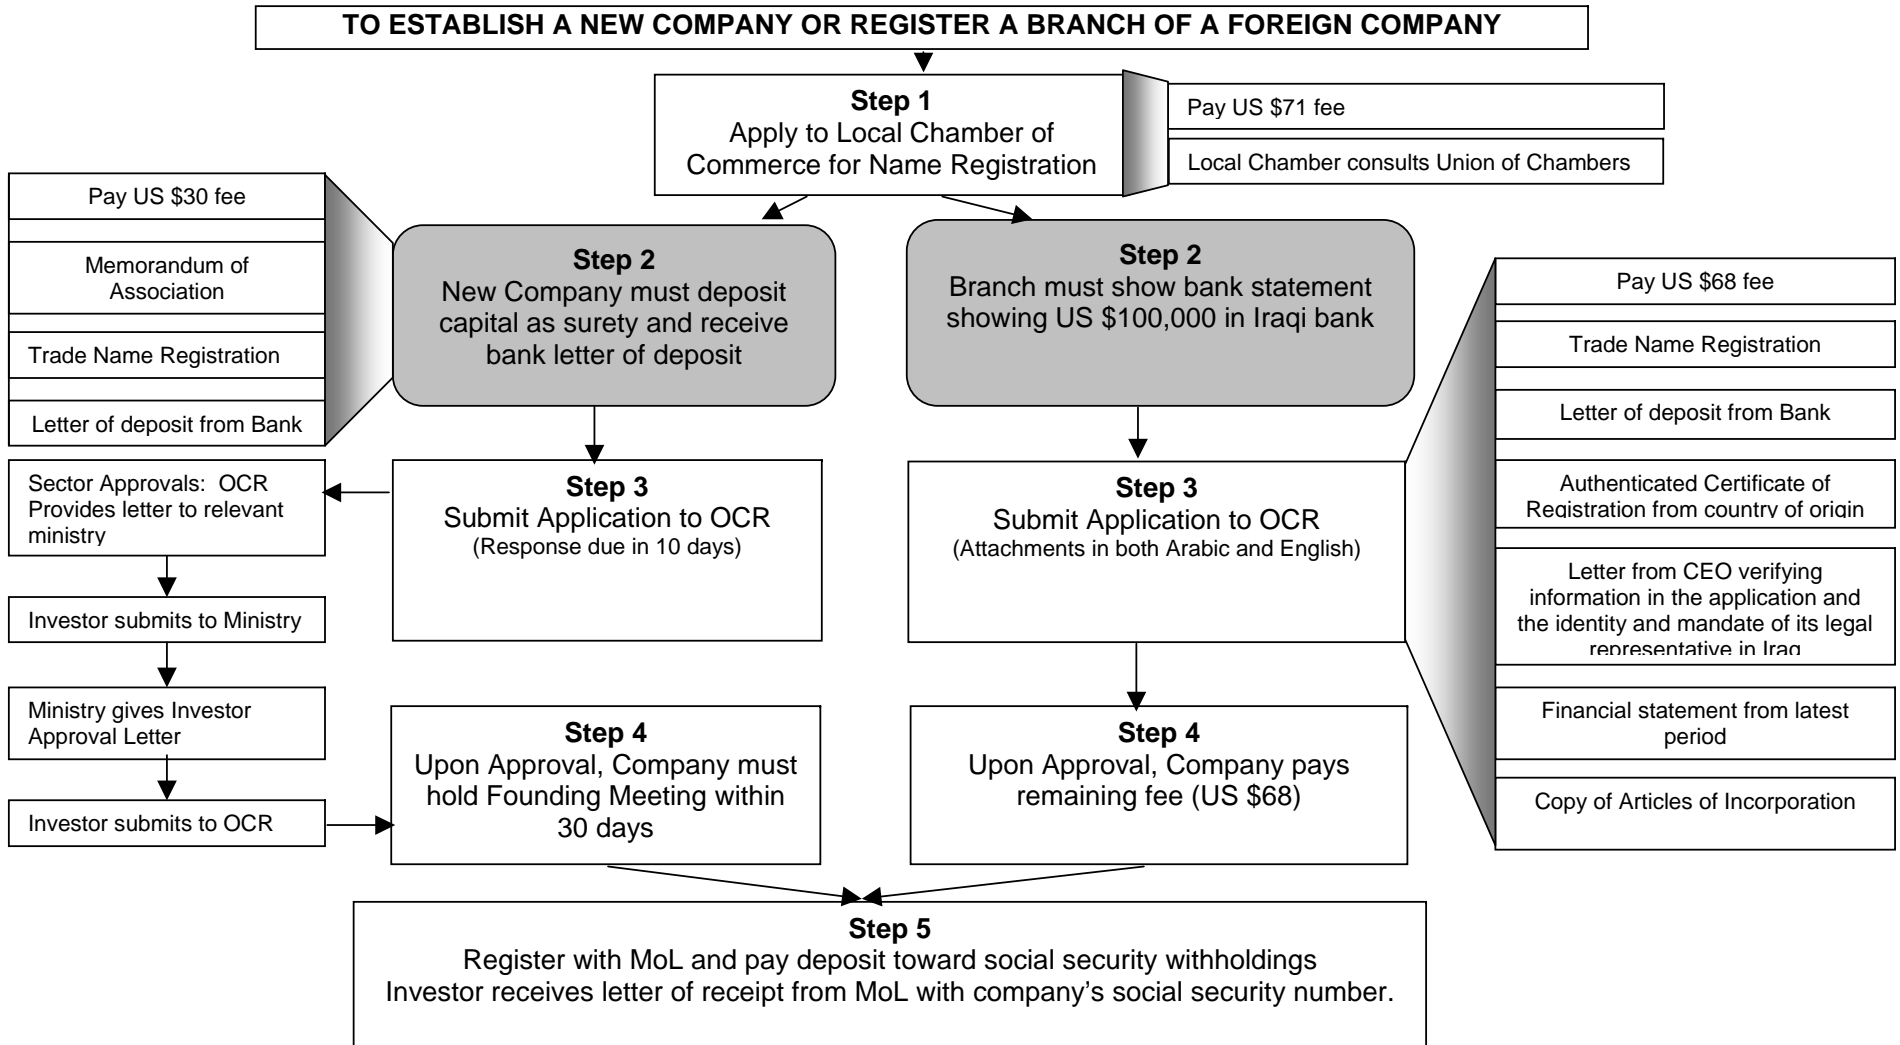 TO ESTABLISH A NEW COMPANY OR REGISTER A BRANCH OF A FOREIGN COMPANY
Step 1
Apply to Local Chamber of
Commerce for Name Registration
Pay US $71 fee
Local Chamber consults Union of Chambers
Pay US $30 fee
Memorandum of
Association
Trade Name Registration
Letter of deposit from Bank
Step 2
New Company must deposit
capital as surety and receive
bank letter of deposit
Step 2
Branch must show bank statement
showing US $100,000 in Iraqi bank
Pay US $68 fee
Trade Name Registration
Letter of deposit from Bank
Authenticated Certificate of
Registration from country of origin
Letter from CEO verifying
information in the application and
the identity and mandate of its legal
representative in Iraq
Financial statement from latest
period
Copy of Articles of Incorporation
Step 3
Submit Application to OCR
(Response due in 10 days)
Sector Approvals:  OCR
Provides letter to relevant
ministry
Investor submits to Ministry
Ministry gives Investor
Approval Letter
Investor submits to OCR
Step 3
Submit Application to OCR
(Attachments in both Arabic and English)
Step 4
Upon Approval, Company must
hold Founding Meeting within
30 days
Step 4
Upon Approval, Company pays
remaining fee (US $68)
Step 5
Register with MoL and pay deposit toward social security withholdings
Investor receives letter of receipt from MoL with company's social security number.